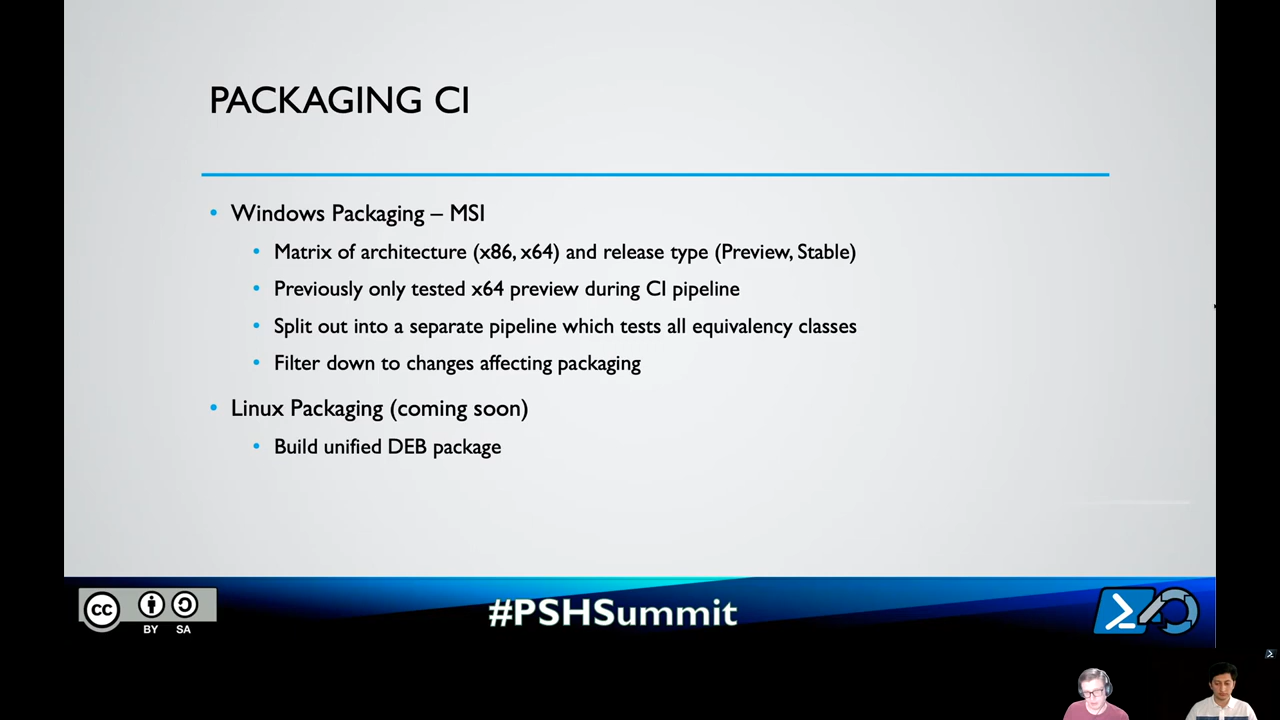 PACKAGING CI
• Windows Packaging – MSI
• Matrix of architecture (x86, x64) and release type (Preview, Stable)
• Previously only tested x64 preview during CI pipeline
• Split out into a separate pipeline which tests all equivalency classes
• Filter down to changes affecting packaging
• Linux Packaging (coming soon)
• Build unified DEB package
cc
BY SA
#PSHSummit